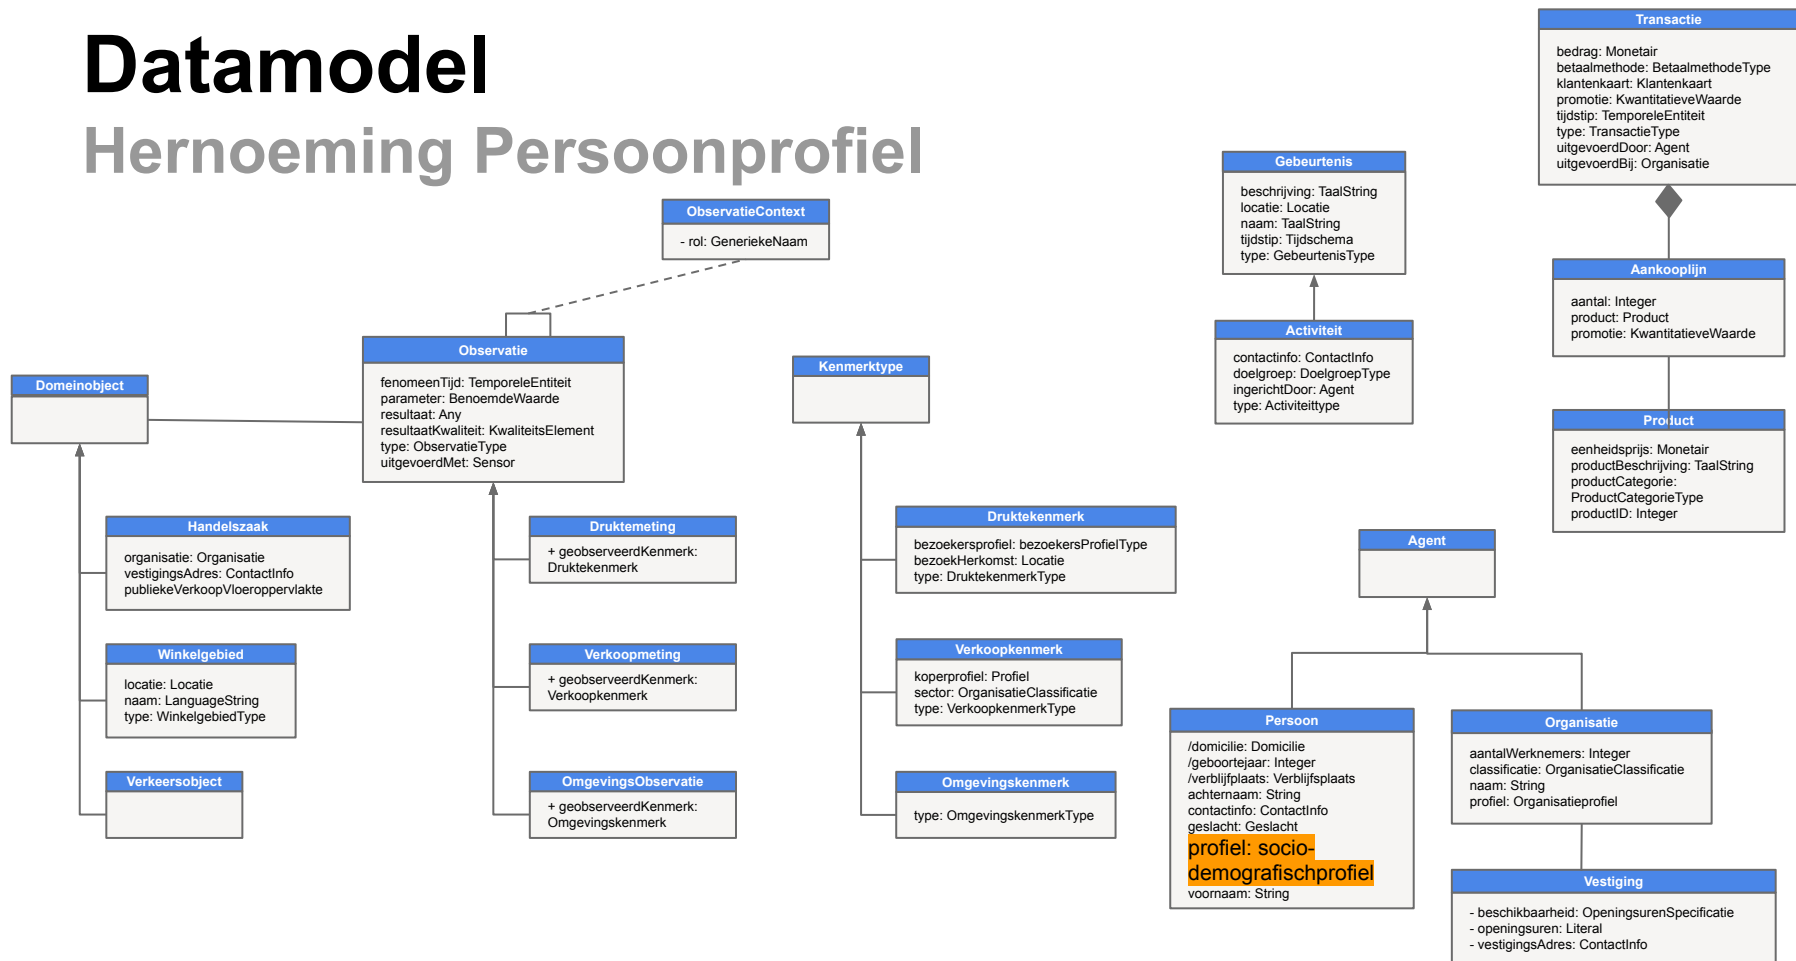 Datamodel
Hernoeming Persoonprofiel
Transactie
bedrag: Monetair
betaalmethode: BetaalmethodeType
klantenkaart: Klantenkaart
promotie: KwantitatieveWaarde
tijdstip: TemporeleEntiteit
type: TransactieType
uitgevoerdDoor: Agent
uitgevoerdBij: Organisatie
Gebeurtenis
beschrijving: TaalString
locatie: Locatie
naam: TaalString
tijdstip: Tijdschema
type: GebeurtenisType
ObservatieContext
- rol: GeneriekeNaam
Aankooplijn
aantal: Integer
product: Product
promotie: KwantitatieveWaarde
Activiteit
contactinfo: ContactInfo
doelgroep: DoelgroepType
ingerichtDoor: Agent
type: Activiteittype
Observatie
fenomeenTijd: TemporeleEntiteit
parameter: BenoemdeWaarde
resultaat: Any
resultaatKwaliteit: KwaliteitsElement
type: ObservatieType
uitgevoerdMet: Sensor
Kenmerktype
Domeinobject
Product
eenheidsprijs: Monetair
productBeschrijving: TaalString
productCategorie:
ProductCategorieType
productID: Integer
Handelszaak
organisatie: Organisatie
vestigingsAdres: ContactInfo
publiekeVerkoopVloeroppervlakte
Druktemeting
+ geobserveerdKenmerk:
Druktekenmerk
Druktekenmerk
bezoekersprofiel: bezoekersProfielType
bezoekHerkomst: Locatie
type: DruktekenmerkType
Agent
Winkelgebied
locatie: Locatie
naam: LanguageString
type: WinkelgebiedType
Verkoopmeting
+ geobserveerdKenmerk:
Verkoopkenmerk
Verkoopkenmerk
koperprofiel: Profiel
sector: OrganisatieClassificatie
type: VerkoopkenmerkType
Persoon
/domicilie: Domicilie
/geboortejaar: Integer
/verblijfplaats: Verblijfsplaats
achternaam: String
contactinfo: ContactInfo
geslacht: Geslacht
profiel: socio-
demografischprofiel
voornaam: String
Organisatie
aantalWerknemers: Integer
classificatie: OrganisatieClassificatie
naam: String
profiel: Organisatieprofiel
Verkeersobject
OmgevingsObservatie
+ geobserveerdKenmerk:
Omgevingskenmerk
Omgevingskenmerk
type: OmgevingskenmerkType
Vestiging
- beschikbaarheid: OpeningsurenSpecificatie
- openingsuren: Literal
- vestigingsAdres: ContactInfo